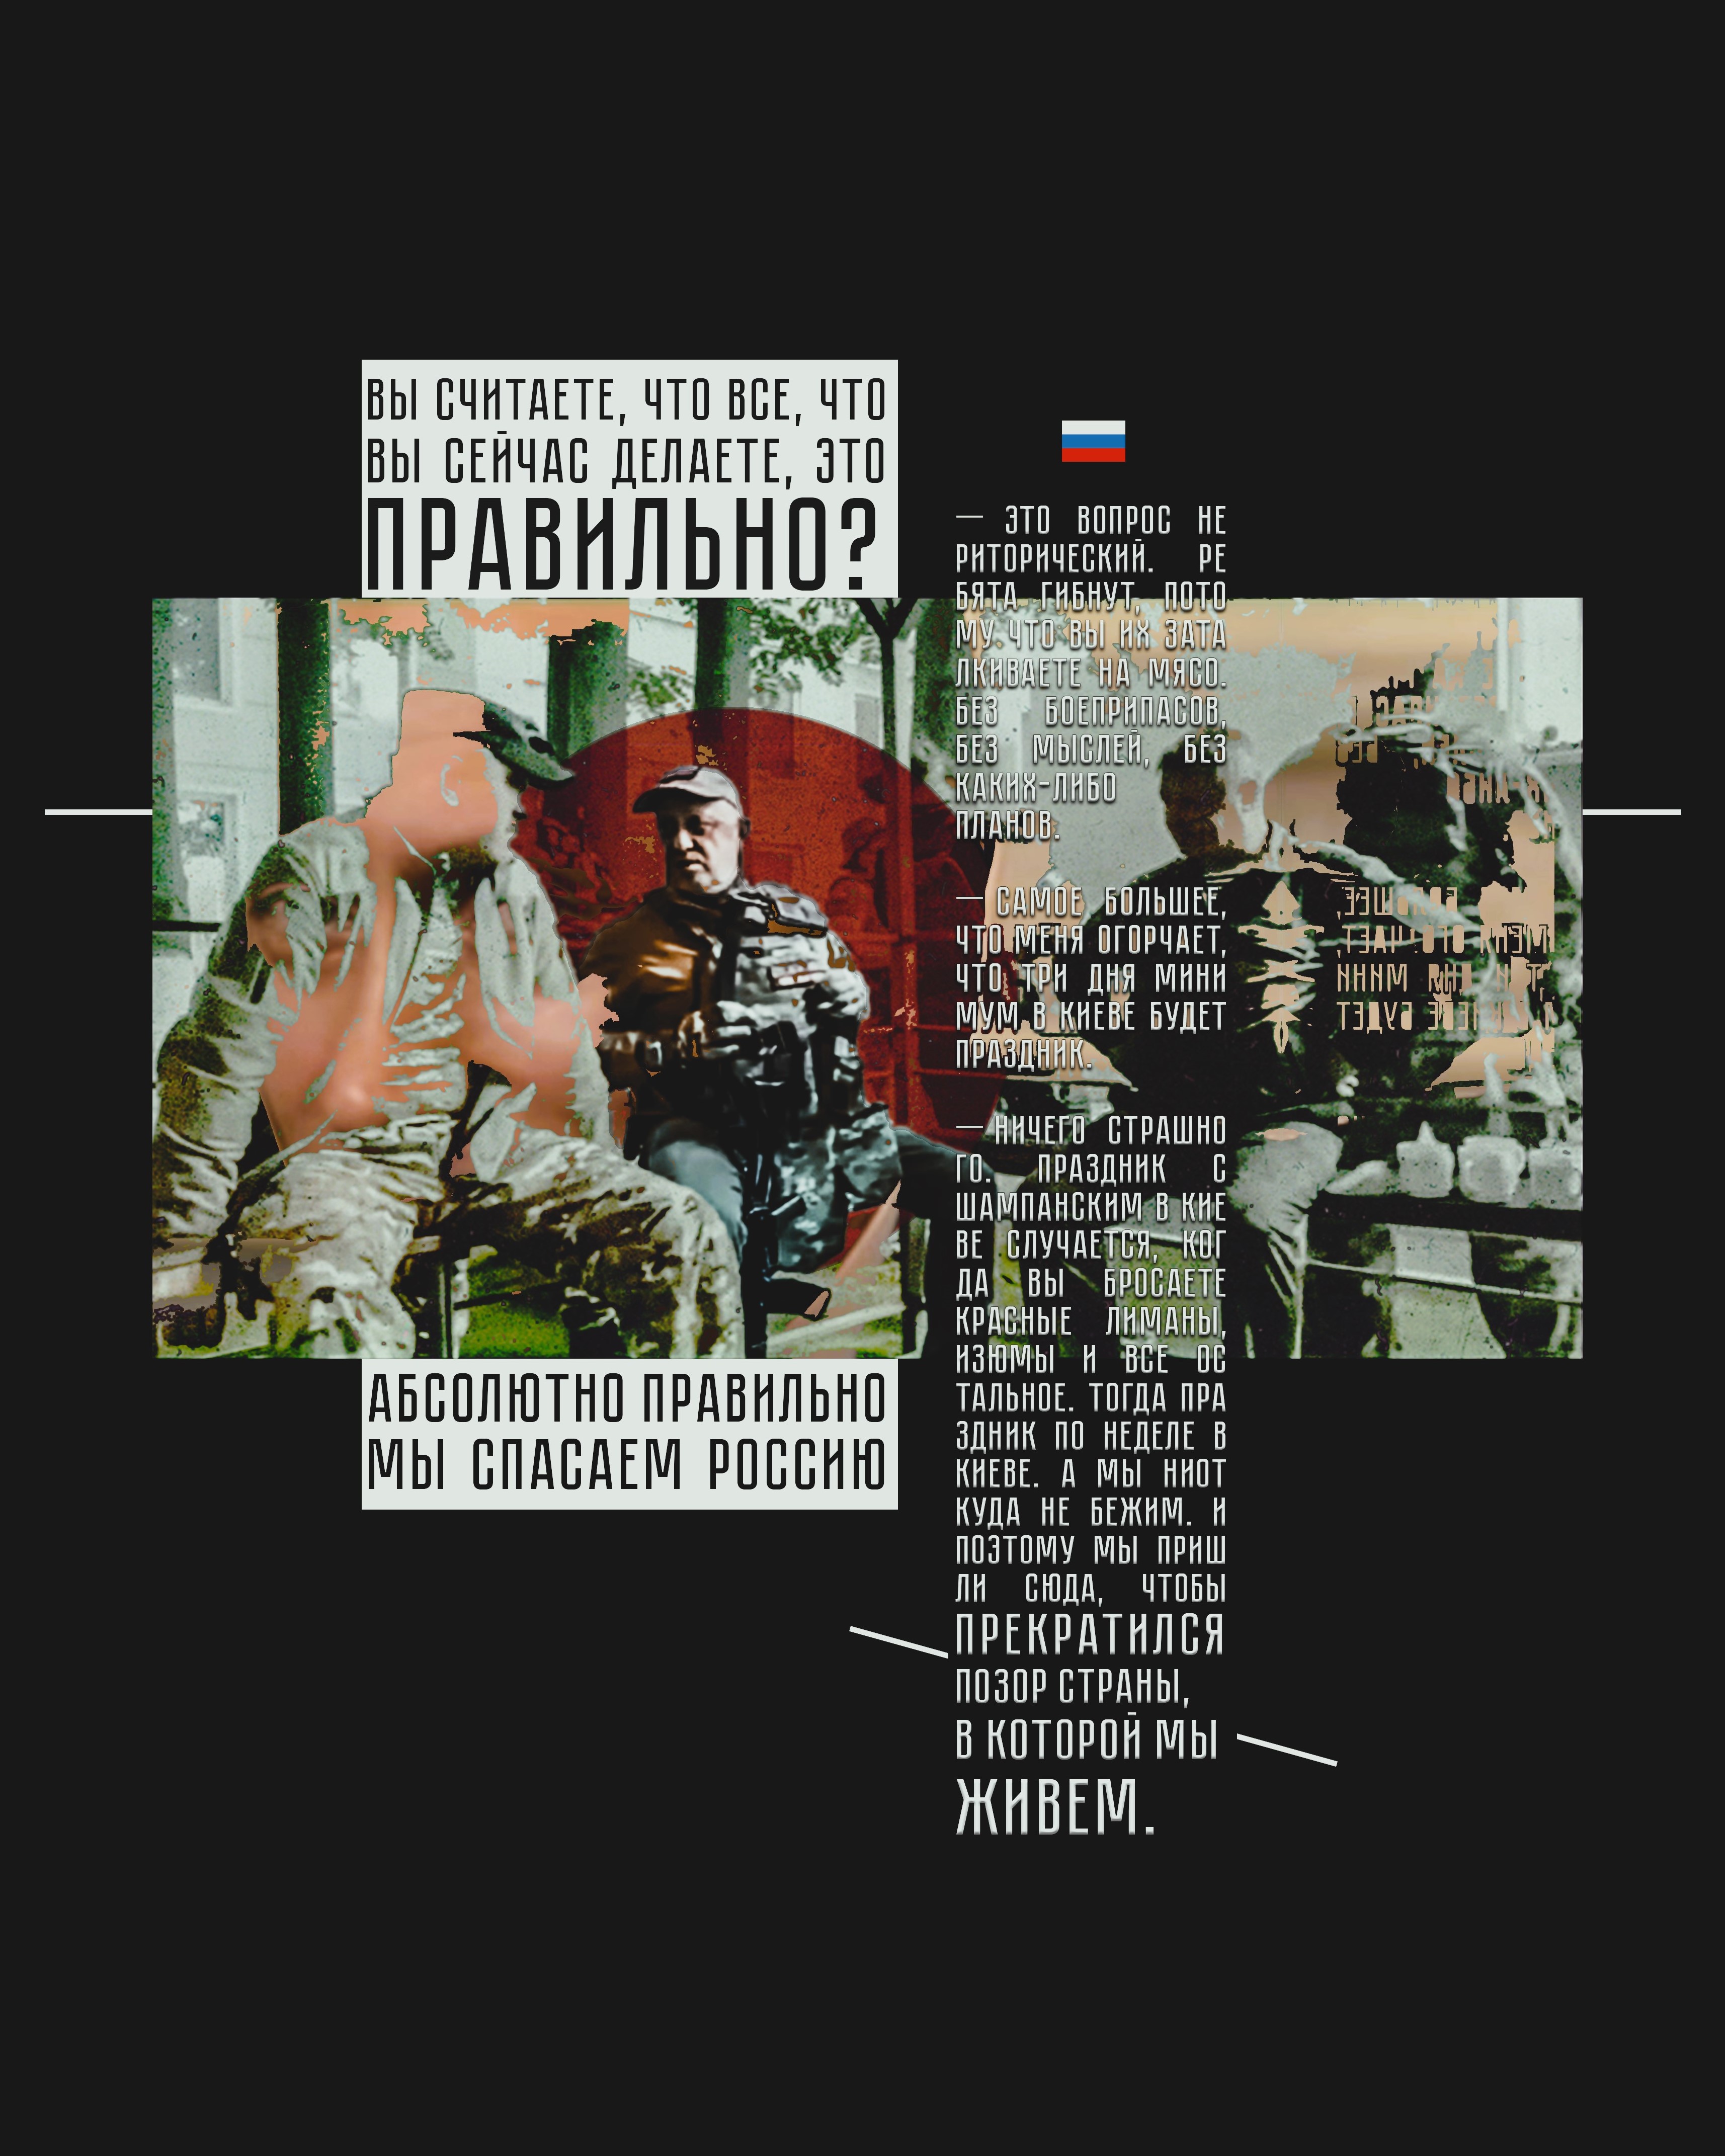 ВЫ СЧИТАЕТЕ, ЧТО ВСЕ, ЧТО
ВЫ СЕЙЧАС ДЕЛАЕТЕ, ЭТО
ПРАВИЛЬНО?
АБСОЛЮТНО ПРАВИЛЬНО
МЫ СПАСАЕМ РОССИЮ
— ЭТО ВОПРОС НЕ
РИТОРИЧЕСКИЙ. РЕ
БЯТА ГИБНУТ, ПОТО
МУ ЧТО ВЫ ИХ ЗАТА
ЛКИВАЕТЕ НА МЯСО.
БЕЗ БОЕПРИПАСОВ,
БЕЗ МЫСЛЕЙ, БЕЗ
КАКИХ-ЛИБО
ПЛАНОВ.
— САМОЕ БОЛЬШЕЕ,
ЧТО МЕНЯ ОГОРЧАЕТ,
ЧТО ТРИ ДНЯ МИНИ
МУМ В КИЕВЕ БУДЕТ
ПРАЗДНИК.
— НИЧЕГО СТРАШНО
ГО. ПРАЗДНИК С
ШАМПАНСКИМ В КИЕ
ВЕ СЛУЧАЕТСЯ, КОГ
ДА ВЫ БРОСАЕТЕ
КРАСНЫЕ ЛИМАНЫ,
ИЗЮМЫ И ВСЕ ОС
ТАЛЬНОЕ. ТОГДА ПРА
ЗДНИК ПО НЕДЕЛЕ В
КИЕВЕ. А МЫ НИОТ
КУДА НЕ БЕЖИМ. И
ПОЭТОМУ МЫ ПРИШ
ЛИ СЮДА, ЧТОБЫ
ПРЕКРАТИЛСЯ
ПОЗОР СТРАНЫ,
В КОТОРОЙ МЫ
ЖИВЕМ.